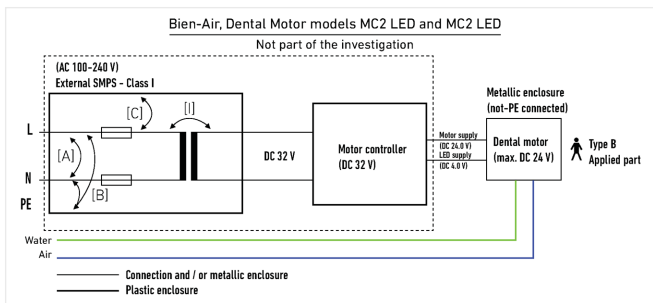 Bien-Air, Dental Motor models MC2 LED and MC2 LED
Not part of the investigation
(AC 100-240 V)
External SMPS - Class I
[C]
[I]
L
[A]
N
[B]
PE
DC 32 V
Motor controller
(DC 32 V)
Motor supply
(DC 24.0 V)
LED supply
(DC 4.0 V)
Metallic enclosure
(not-PE connected)
Dental motor
(max. DC 24 V)
Type B
Applied part
Water
Air
Connection and / or metallic enclosure
Plastic enclosure